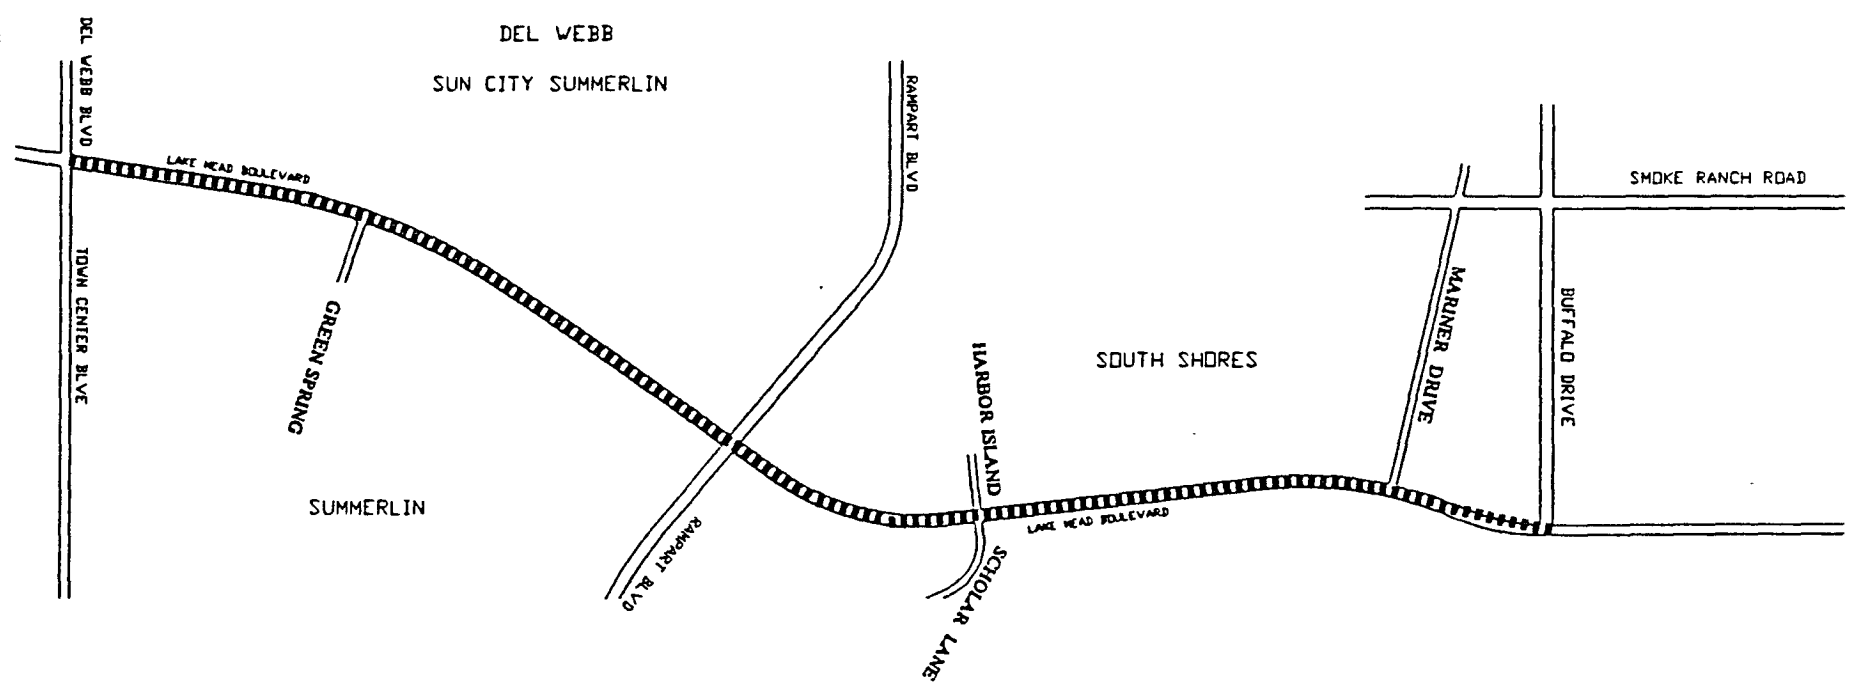 DEL WEBB
SUN CITY SUMMERLIN
DEL WEBB BLVD
LAKE MEAD BOULEVARD
RAMPART BLVD
SMOKE RANCH ROAD
TOWN CENTER BLVE
GREEN SPRING
MARINER DRIVE
BUFFALO DRIVE
HARBOR ISLAND
SOUTH SHORES
SUMMERLIN
RAMPART BLVD
LAKE MEAD BOULEVARD
SCHOLAR LANE